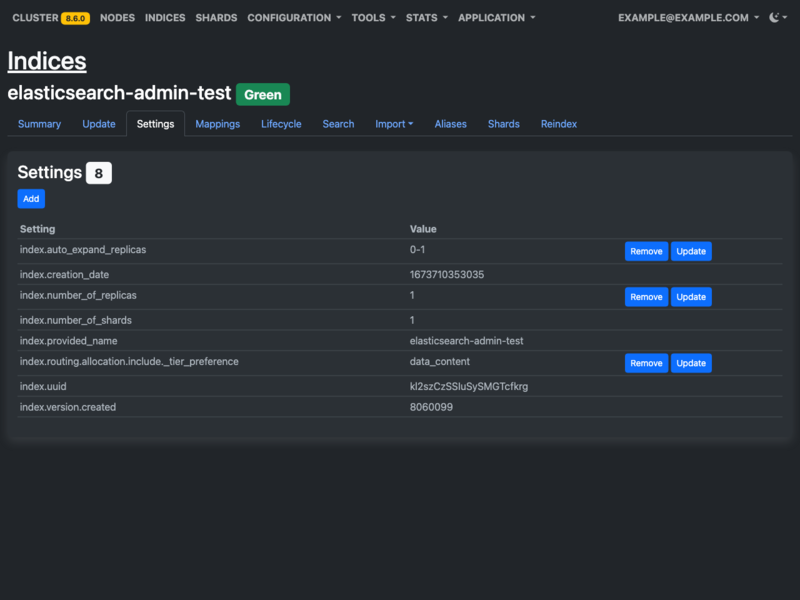 CLUSTER 8.6.0 NODES INDICES SHARDS CONFIGURATION TOOLS STATS APPLICATION EXAMPLE@EXAMPLE.COM
Indices
elasticsearch-admin-test Green
Summary Update Settings Mappings Lifecycle Search Import Aliases Shards Reindex
Settings 8
Add
Setting Value
index.auto_expand_replicas 0-1 Remove Update
index.creation_date 1673710353035
index.number_of_replicas 1 Remove Update
index.number_of_shards 1
index.provided_name elasticsearch-admin-test
index.routing.allocation.include._tier_preference data_content Remove Update
index.uuid kI2szCzSSIuSySMGTcfkrg
index.version.created 8060099